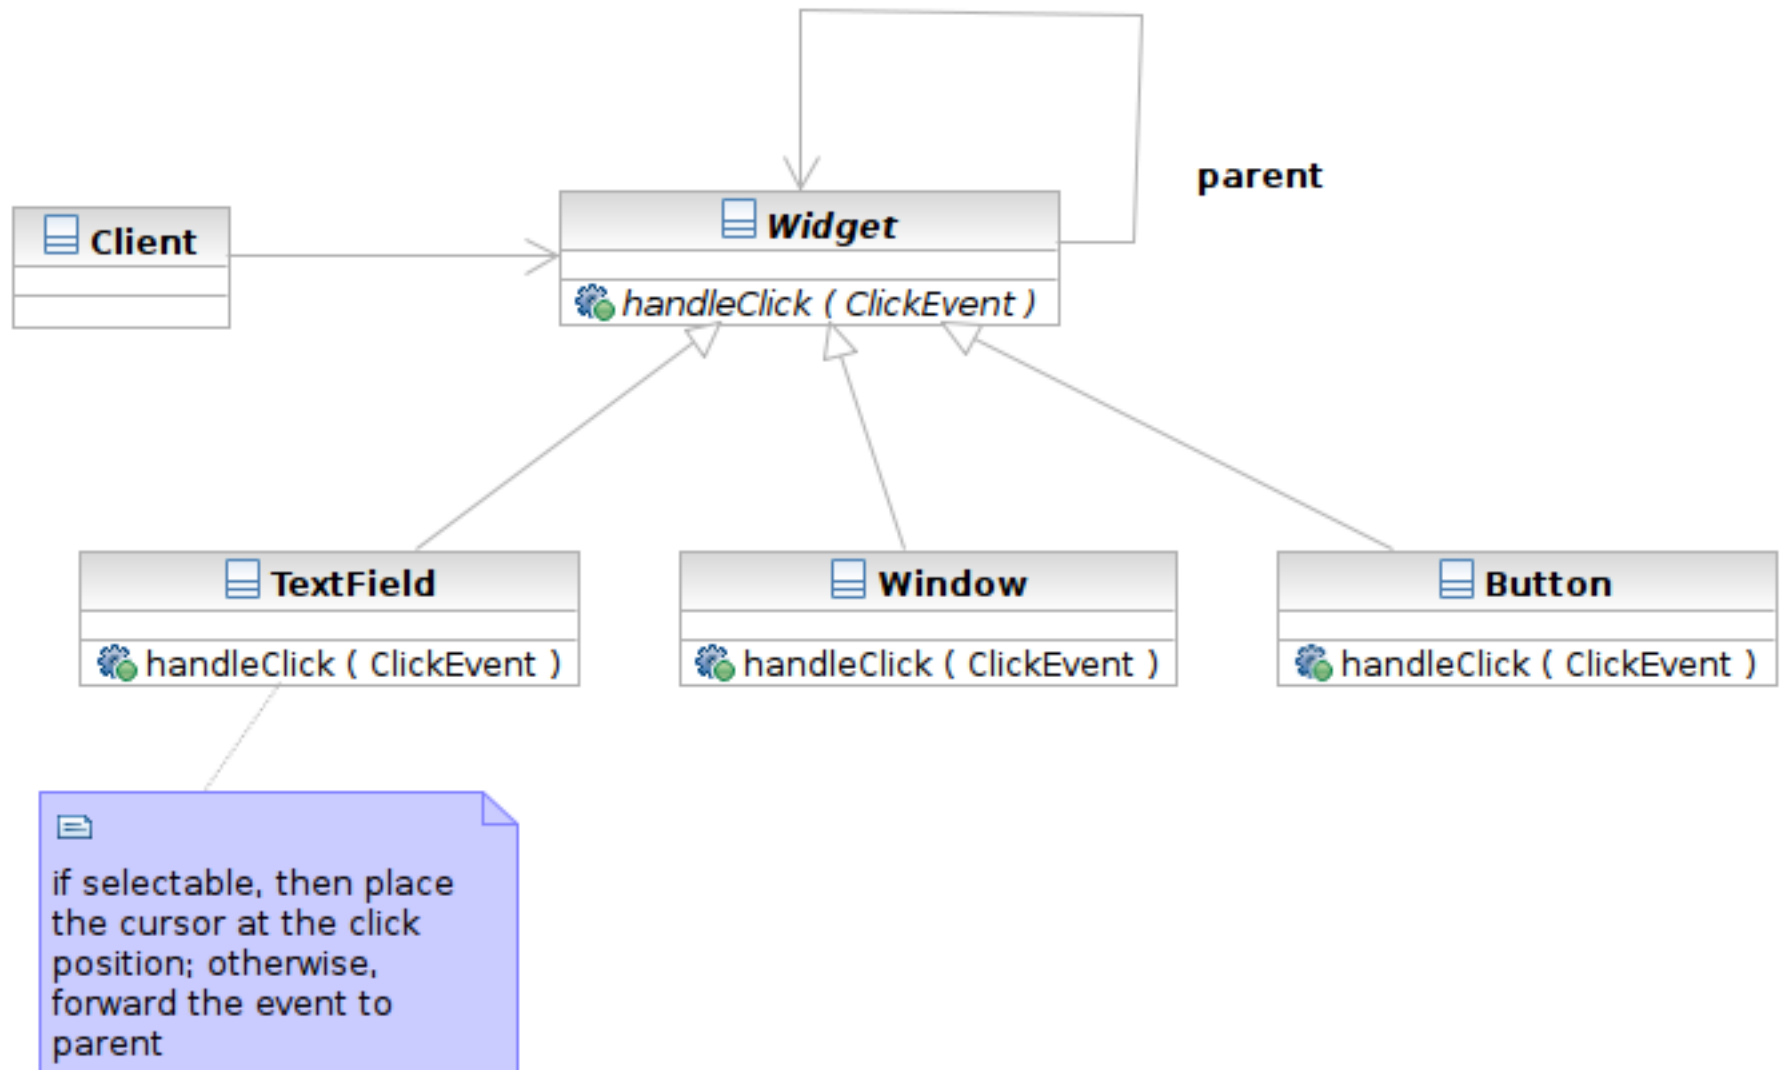 parent
Client
Widget
handleClick ( ClickEvent )
TextField
handleClick ( ClickEvent )
Window
handleClick ( ClickEvent )
Button
handleClick ( ClickEvent )
if selectable, then place
the cursor at the click
position; otherwise,
forward the event to
parent